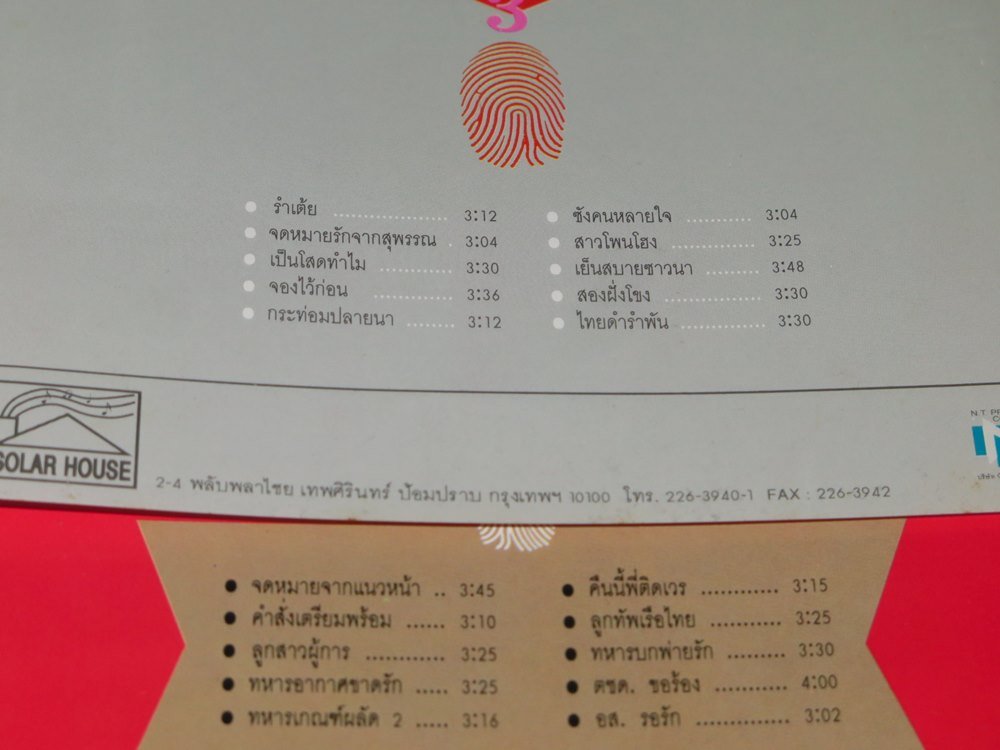 3
รำเต้ย .................... 3:12
จดหมายรักจากสุพรรณ . 3:04
เป็นโสดทำไม ............. 3:30
จองไว้ก่อน .............. 3:36
กระท่อมปลายนา ........ 3:12
ซังคนหลายใจ ........... 3:04
สาวโพนโฮง .............. 3:25
เย็นสบายชาวนา ........ 3:48
สองฝั่งโขง ................. 3:30
ไทยดำรำพัน ............... 3:30
SOLAR HOUSE
2-4 พลับพลาไชย เทพศิรินทร์ ป้อมปราบ กรุงเทพฯ 10100 โทร. 226-3940-1 FAX : 226-3942
N.T.
บริษัท
จดหมายจากแนวหน้า .. 3:45
คำสั่งเตรียมพร้อม ...... 3:10
ลูกสาวผู้การ ............ 3:25
ทหารอากาศขาดรัก ..... 3:25
ทหารเกณฑ์ผลัด 2 ..... 3:16
คืนนี้พี่ติดเวร ............ 3:15
ลูกทัพเรือไทย ........... 3:25
ทหารบกพ่ายรัก ......... 3:30
ตชด. ขอร้อง ........... 4:00
อส. รอรัก .............. 3:02